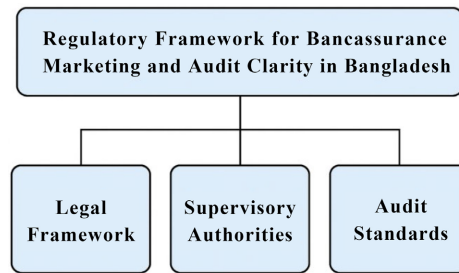 Regulatory Framework for Bancassurance
Marketing and Audit Clarity in Bangladesh
Legal
Framework
Supervisory
Authorities
Audit
Standards